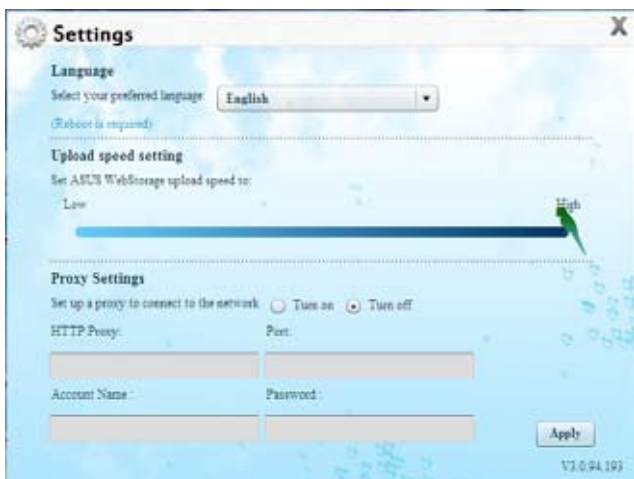 Settings
X
Language
Select your preferred language:
English
(Reboot is required)
Upload speed setting
Set ASUS WebStorage upload speed to:
Low High
Proxy Settings
Set up a proxy to connect to the network Turn on Turn off
HTTP Proxy: Port:
Account Name : Password :
Apply
V3.0.94.193